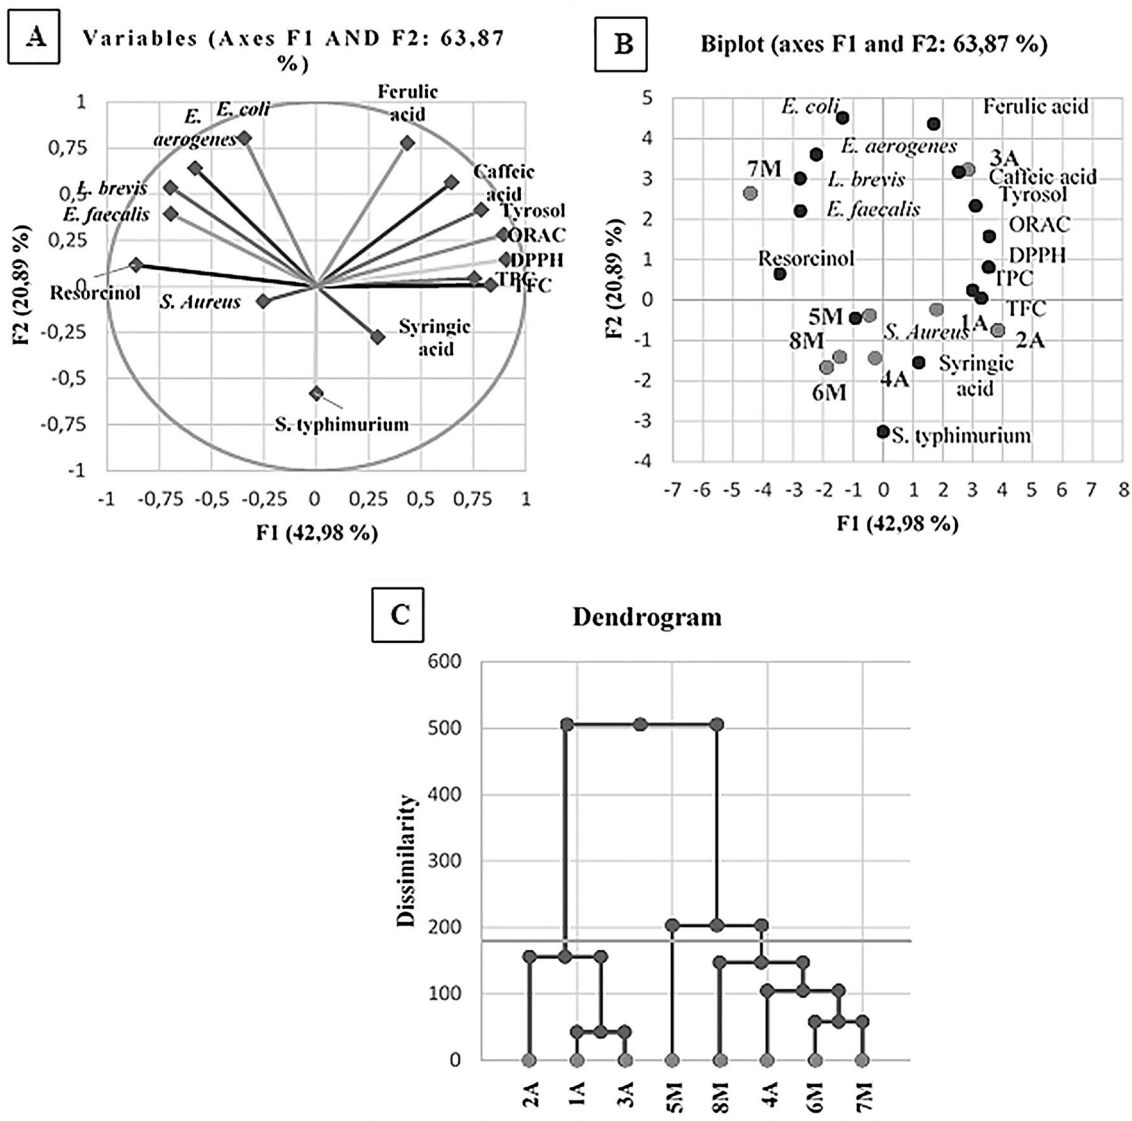 A
Variables (Axes F1 AND F2: 63,87
%)
E. coli
Ferulic
acid
E.
aerogenes
Caffeic
acid
L. brevis
E. faecalis
Tyrosol
ORAC
DPPH
TPC
TFC
Resorcinol
S. Aureus
Syringic
acid
S. typhimurium
1
0,75
0,5
0,25
0
-0,25
-0,5
-0,75
-1
F2 (20,89 %)
-1 -0,75 -0,5 -0,25 0 0,25 0,5 0,75 1
F1 (42,98 %)
B
Biplot (axes F1 and F2: 63,87 %)
E. coli
Ferulic acid
E. aerogenes
3A
7M
L. brevis
Caffeic acid
Tyrosol
E. faecalis
ORAC
Resorcinol
DPPH
TPC
TFC
5M
S. Aureus
1A
2A
8M
4A
Syringic
acid
6M
S. typhimurium
5
4
3
2
1
0
-1
-2
-3
-4
F2 (20,89 %)
-7 -6 -5 -4 -3 -2 -1 0 1 2 3 4 5 6 7 8
F1 (42,98 %)
C
Dendrogram
600
500
400
300
200
100
0
Dissimilarity
2A 1A 3A 5M 8M 4A 6M 7M